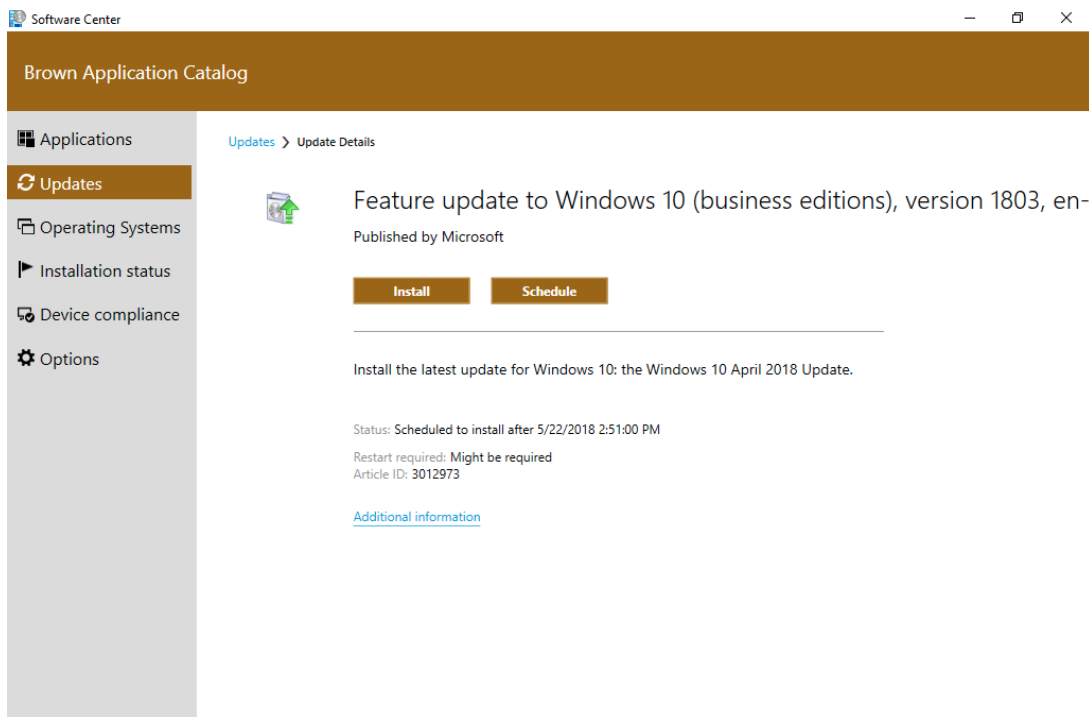 Software Center
Brown Application Catalog
Applications
Updates
Operating Systems
Installation status
Device compliance
Options
Updates ❯ Update Details
Feature update to Windows 10 (business editions), version 1803, en-
Published by Microsoft
Install Schedule
Install the latest update for Windows 10: the Windows 10 April 2018 Update.
Status: Scheduled to install after 5/22/2018 2:51:00 PM
Restart required: Might be required
Article ID: 3012973
Additional information